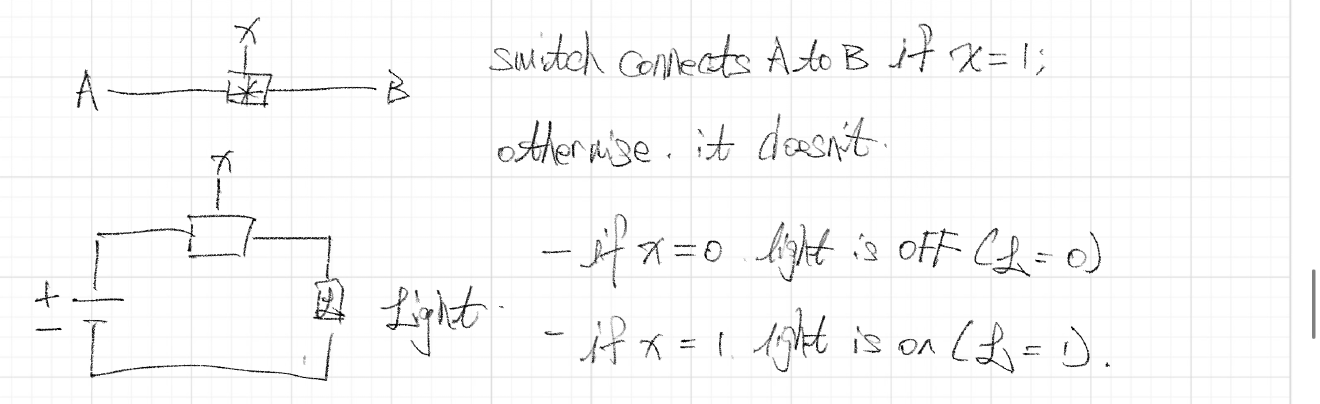 x
A B
switch connects A to B if x=1;
otherwise. it doesn't.
x
+
-
L
Light
- if x=0 light is off (L=0)
- if x=1. light is on (L=1).